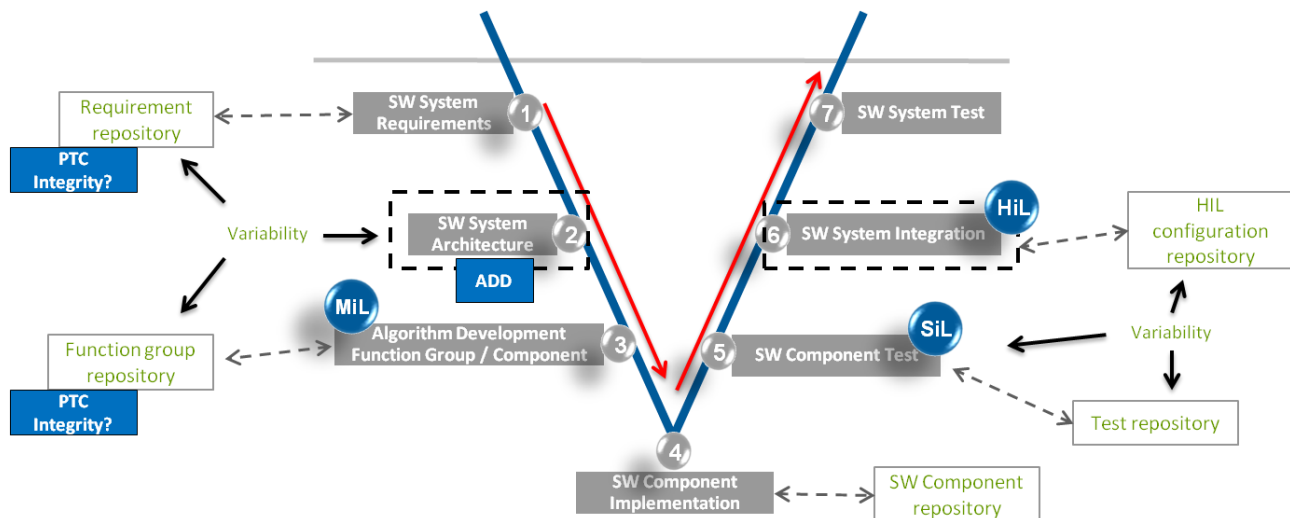 Requirement
repository
PTC
Integrity?
SW System
Requirements
1
7
SW System Test
Variability
SW System
Architecture
2
ADD
6
SW System Integration
HiL
HIL
configuration
repository
MiL
Algorithm Development
Function Group / Component
3
5
SW Component Test
SiL
Variability
Function group
repository
PTC
Integrity?
Test repository
4
SW Component
Implementation
SW Component
repository